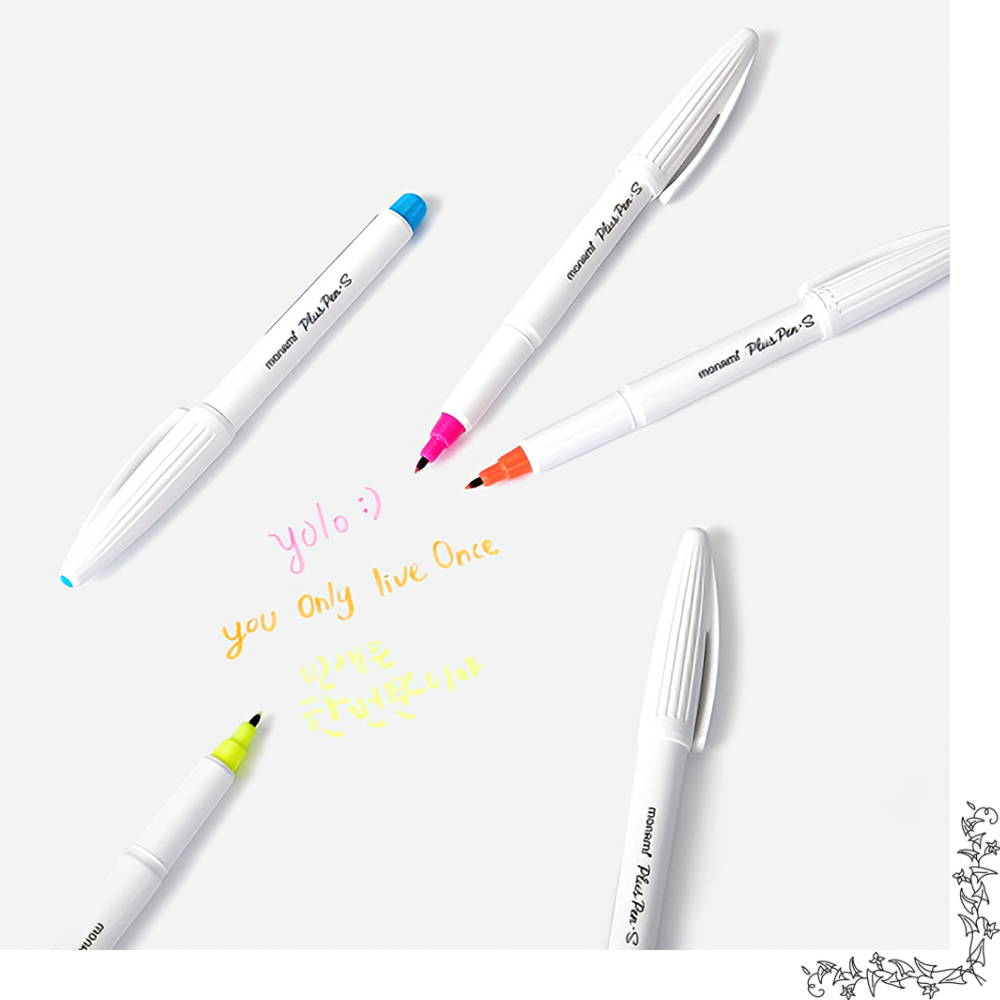 monami Plus Pen·S
monami Plus Pen·S
monami Plus Pen·S
yolo :)
you only live Once
인생은
한번뿐이야
monami Plus Pen·S
monami